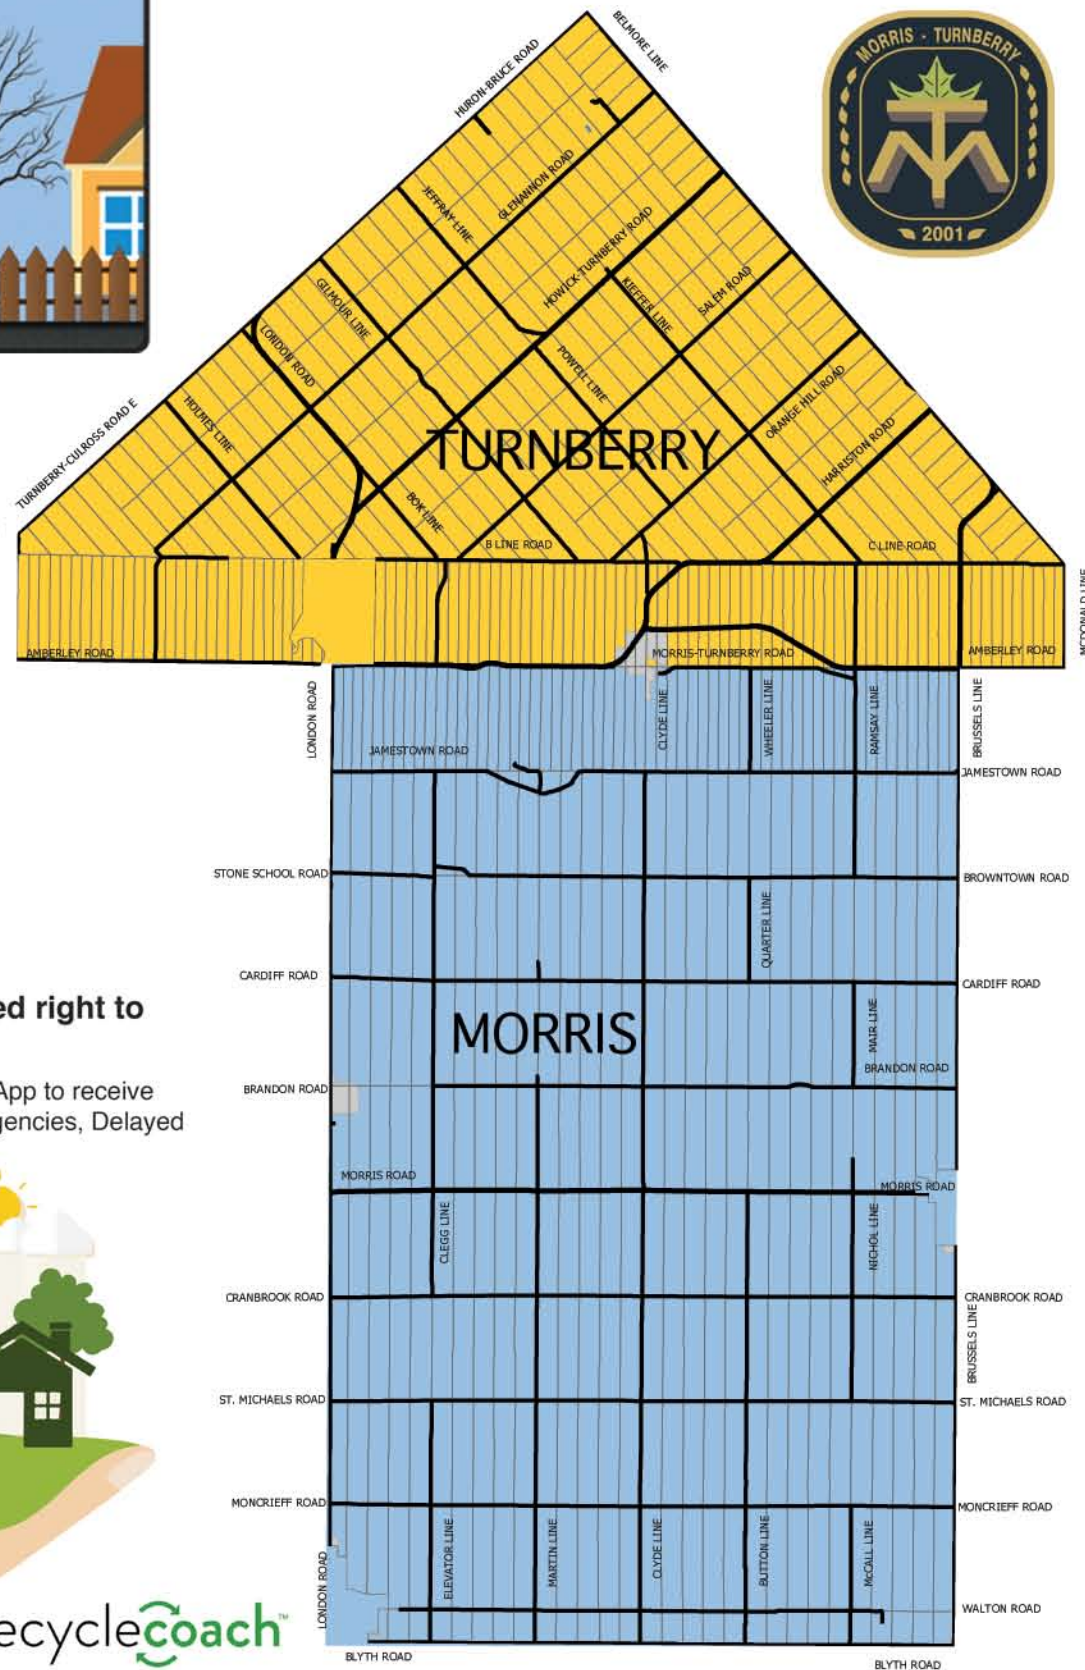 BELMORE LINE
HURON-BRUCE ROAD
MORRIS - TURNBERRY
2001
GLENANNON ROAD
JEFFRAY LINE
HOWICK-TURNBERRY ROAD
KIEFFER LINE
SALEM ROAD
GILMOUR LINE
LONDON ROAD
POWELL LINE
ORANGE HILL ROAD
HOLMES LINE
TURNBERRY-CULROSS ROAD E
TURNBERRY
HARRISTON ROAD
BOK LINE
B LINE ROAD
C LINE ROAD
MCDONALD LINE
AMBERLEY ROAD
MORRIS-TURNBERRY ROAD
AMBERLEY ROAD
LONDON ROAD
CLYDE LINE
WHEELER LINE
RAMSAY LINE
BRUSSELS LINE
JAMESTOWN ROAD
JAMESTOWN ROAD
STONE SCHOOL ROAD
BROWNTOWN ROAD
QUARTER LINE
CARDIFF ROAD
CARDIFF ROAD
ed right to
MORRIS
MAIR LINE
BRANDON ROAD
BRANDON ROAD
App to receive
gencies, Delayed
MORRIS ROAD
MORRIS ROAD
CLEGG LINE
NICHOL LINE
CRANBROOK ROAD
CRANBROOK ROAD
BRUSSELS LINE
ST. MICHAELS ROAD
ST. MICHAELS ROAD
MONCRIEFF ROAD
MONCRIEFF ROAD
ELEVATOR LINE
MARTIN LINE
CLYDE LINE
BUTTON LINE
McCALL LINE
LONDON ROAD
WALTON ROAD
ecyclecoach™
BLYTH ROAD
BLYTH ROAD